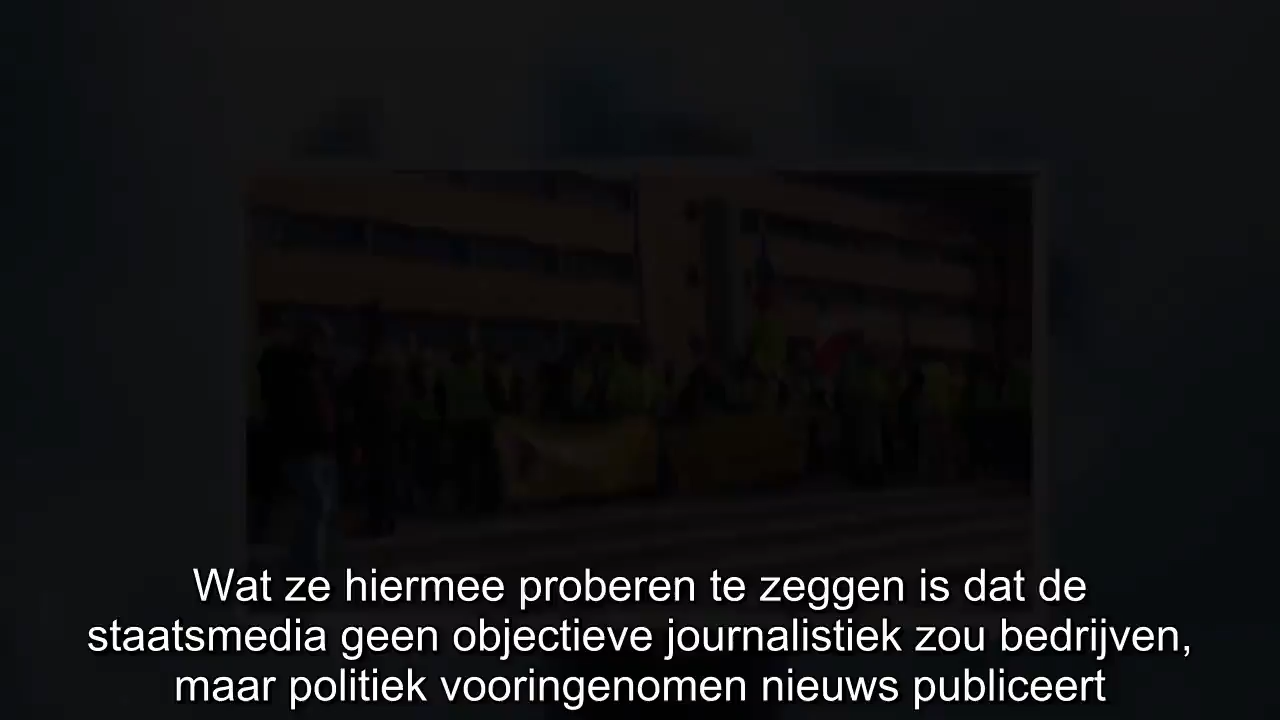 Wat ze hiermee proberen te zeggen is dat de
staatsmedia geen objectieve journalistiek zou bedrijven,
maar politiek vooringenomen nieuws publiceert